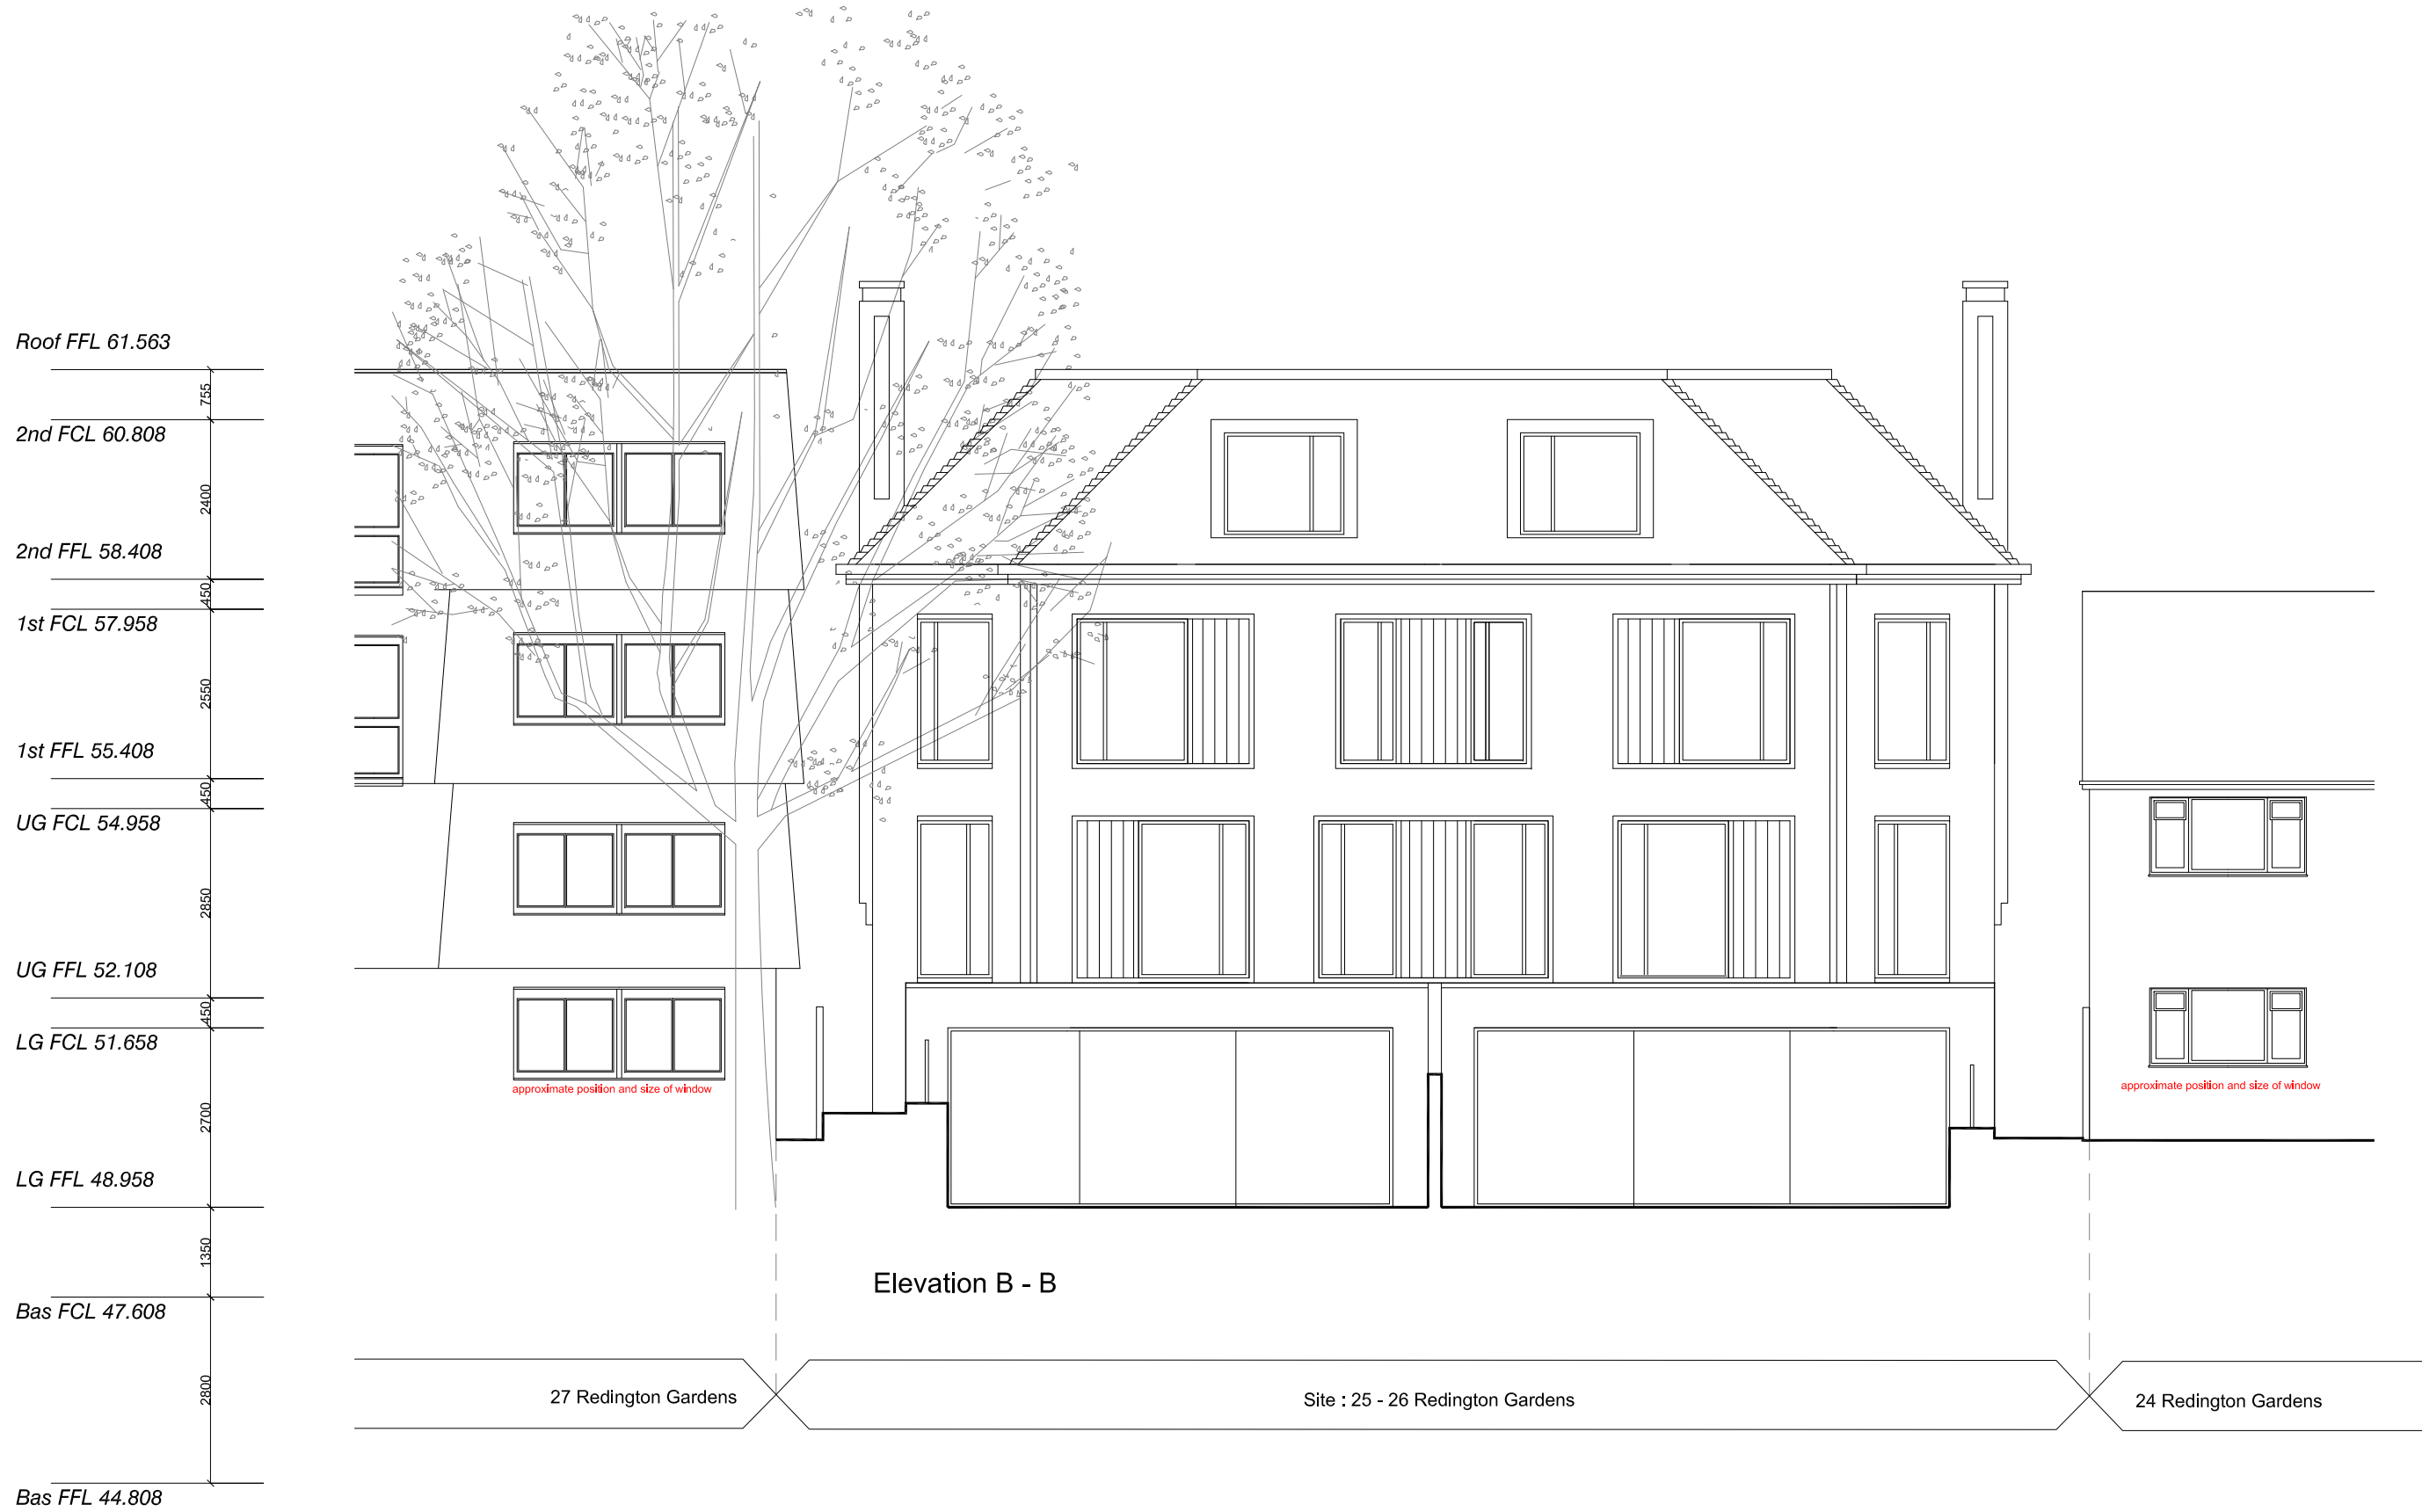 Roof FFL 61.563
755
2nd FCL 60.808
2400
2nd FFL 58.408
450
1st FCL 57.958
2550
1st FFL 55.408
450
UG FCL 54.958
2850
UG FFL 52.108
450
LG FCL 51.658
approximate position and size of window
approximate position and size of window
2700
LG FFL 48.958
1350
Elevation B - B
Bas FCL 47.608
2800
27 Redington Gardens
Site : 25 - 26 Redington Gardens
24 Redington Gardens
Bas FFL 44.808